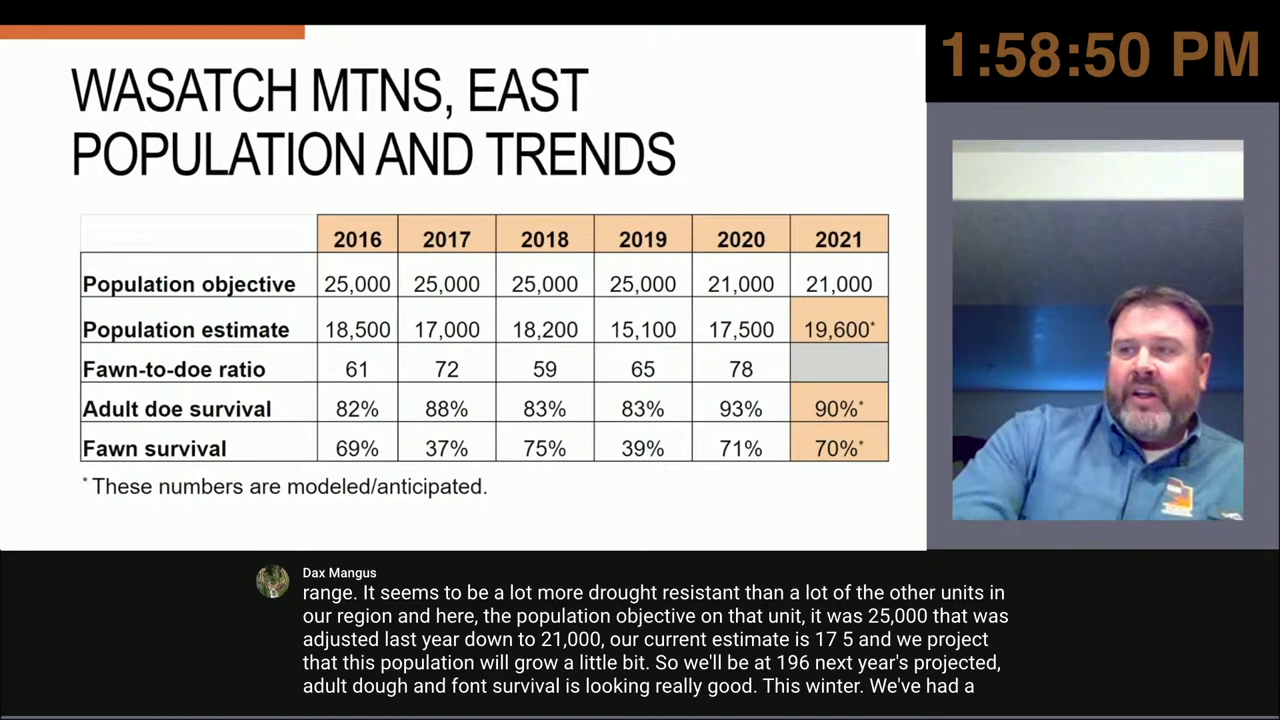 1:58:50 PM
WASATCH MTNS, EAST
POPULATION AND TRENDS
2016 2017 2018 2019 2020 2021
Population objective 25,000 25,000 25,000 25,000 21,000 21,000
Population estimate 18,500 17,000 18,200 15,100 17,500 19,600*
Fawn-to-doe ratio 61 72 59 65 78
Adult doe survival 82% 88% 83% 83% 93% 90%*
Fawn survival 69% 37% 75% 39% 71% 70%*
* These numbers are modeled/anticipated.
Dax Mangus
range. It seems to be a lot more drought resistant than a lot of the other units in
our region and here, the population objective on that unit, it was 25,000 that was
adjusted last year down to 21,000, our current estimate is 17 5 and we project
that this population will grow a little bit. So we'll be at 196 next year's projected,
adult dough and font survival is looking really good. This winter. We've had a